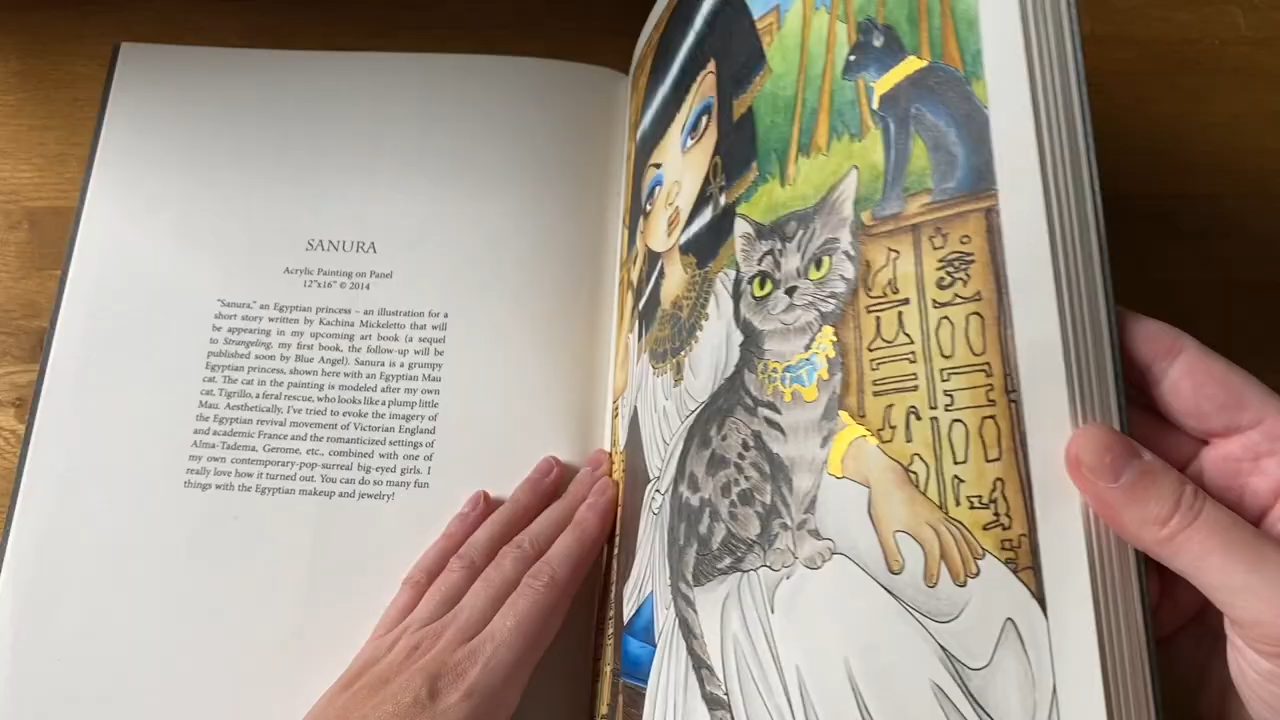 SANURA
Acrylic Painting on Panel
12"x16" © 2014
“Sanura,” an Egyptian princess – an illustration for a
short story written by Kachina Mickeletto that will
be appearing in my upcoming art book (a sequel
to Strangeling, my first book, the follow-up will be
published soon by Blue Angel). Sanura is a grumpy
Egyptian princess, shown here with an Egyptian Mau
cat. The cat in the painting is modeled after my own
cat, Tigrillo, a feral rescue, who looks like a plump little
Mau. Aesthetically, I’ve tried to evoke the imagery of
the Egyptian revival movement of Victorian England
and academic France and the romanticized settings of
Alma-Tadema, Gerome, etc., combined with one of
my own contemporary-pop-surreal big-eyed girls. I
really love how it turned out. You can do so many fun
things with the Egyptian makeup and jewelry!